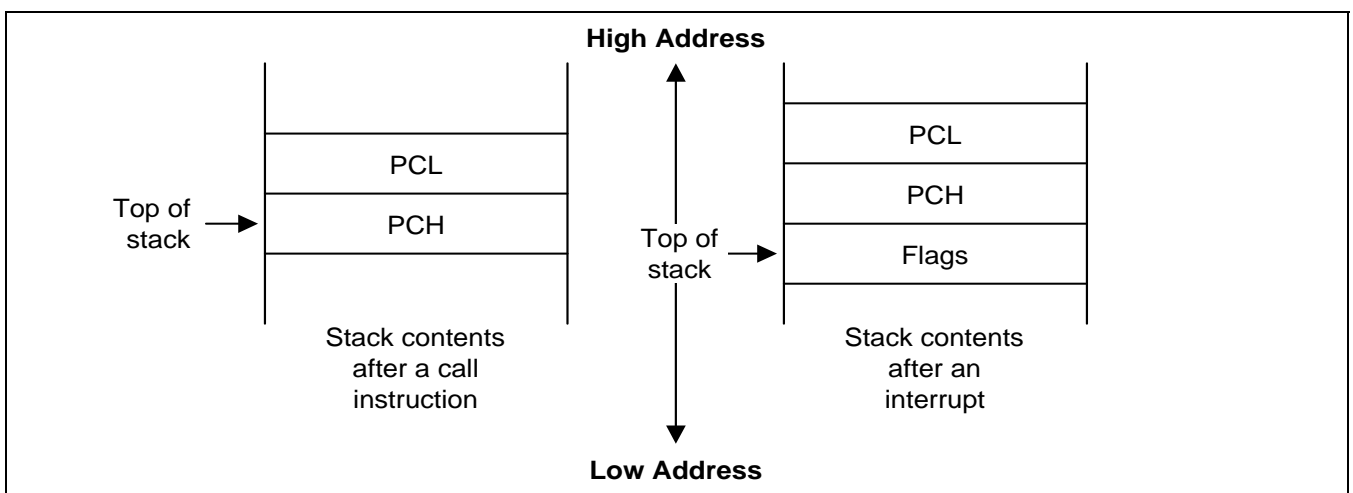 High Address
PCL
PCH
Top of
stack
Stack contents
after a call
instruction
PCL
PCH
Flags
Top of
stack
Stack contents
after an
interrupt
Low Address